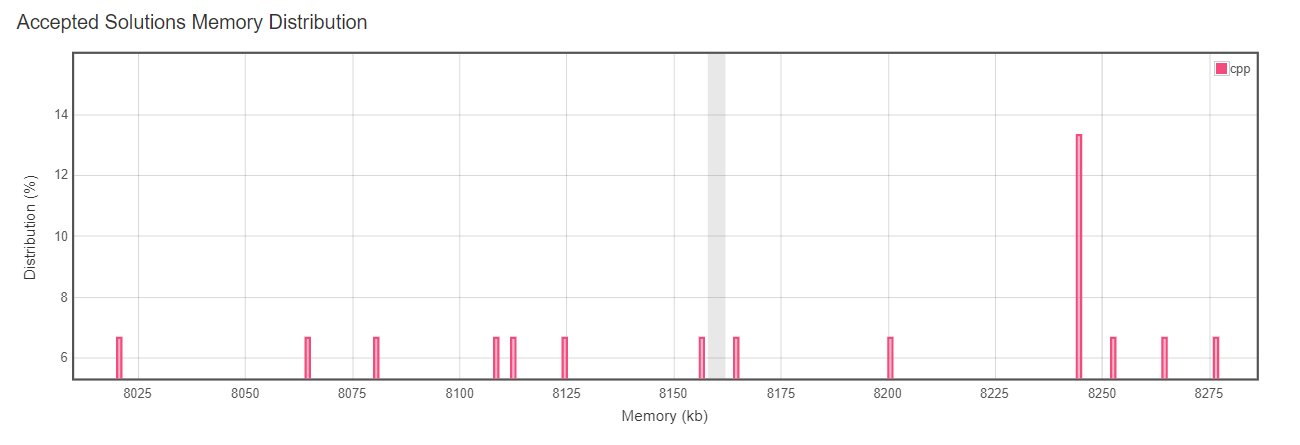 Accepted Solutions Memory Distribution
cpp
Distribution (%)
14
12
10
8
6
8025 8050 8075 8100 8125 8150 8175 8200 8225 8250 8275
Memory (kb)